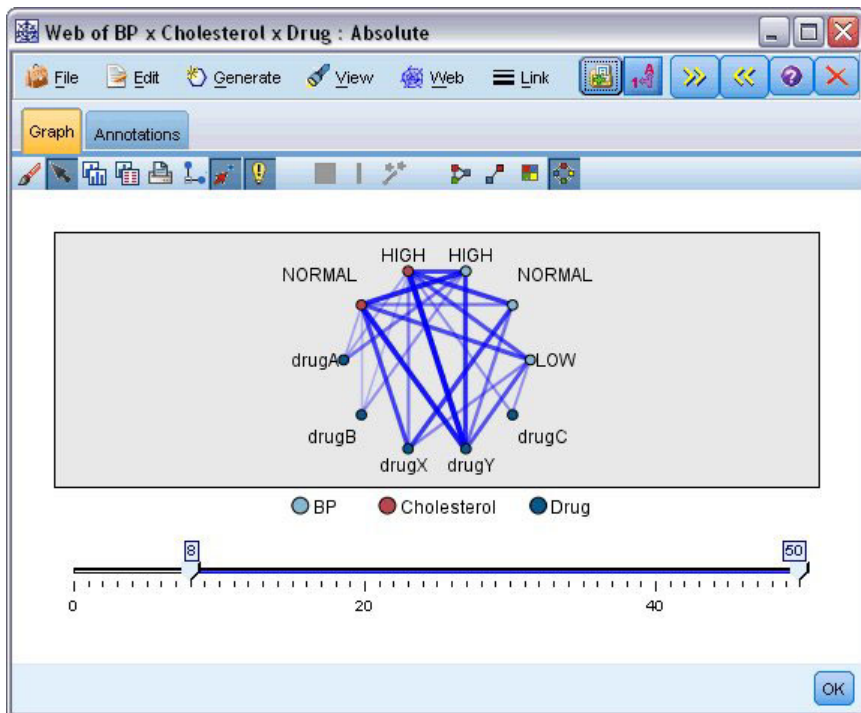 Web of BP x Cholesterol x Drug : Absolute
File Edit Generate View Web Link
Graph Annotations
HIGH HIGH
NORMAL NORMAL
drugA LOW
drugB drugC
drugX drugY
BP Cholesterol Drug
8 50
0 20 40
OK